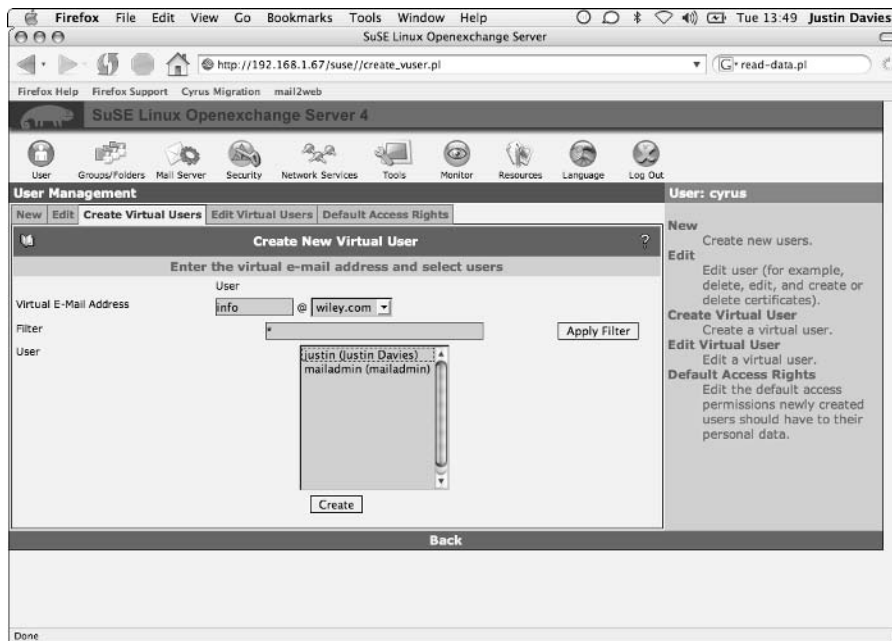 Firefox File Edit View Go Bookmarks Tools Window Help Tue 13:49 Justin Davies
SuSE Linux Openexchange Server
http://192.168.1.67/suse//create_vuser.pl
G read-data.pl
Firefox Help Firefox Support Cyrus Migration mail2web
SuSE Linux Openexchange Server 4
User Groups/Folders Mail Server Security Network Services Tools Monitor Resources Language Log Out
User Management
New Edit Create Virtual Users Edit Virtual Users Default Access Rights
Create New Virtual User ?
Enter the virtual e-mail address and select users
User
Virtual E-Mail Address info @ wiley.com
Filter * Apply Filter
User
justin (Justin Davies)
mailadmin (mailadmin)
Create
User: cyrus
New
Create new users.
Edit
Edit user (for example,
delete, edit, and create or
delete certificates).
Create Virtual User
Create a virtual user.
Edit Virtual User
Edit a virtual user.
Default Access Rights
Edit the default access
permissions newly created
users should have to their
personal data.
Back
Done